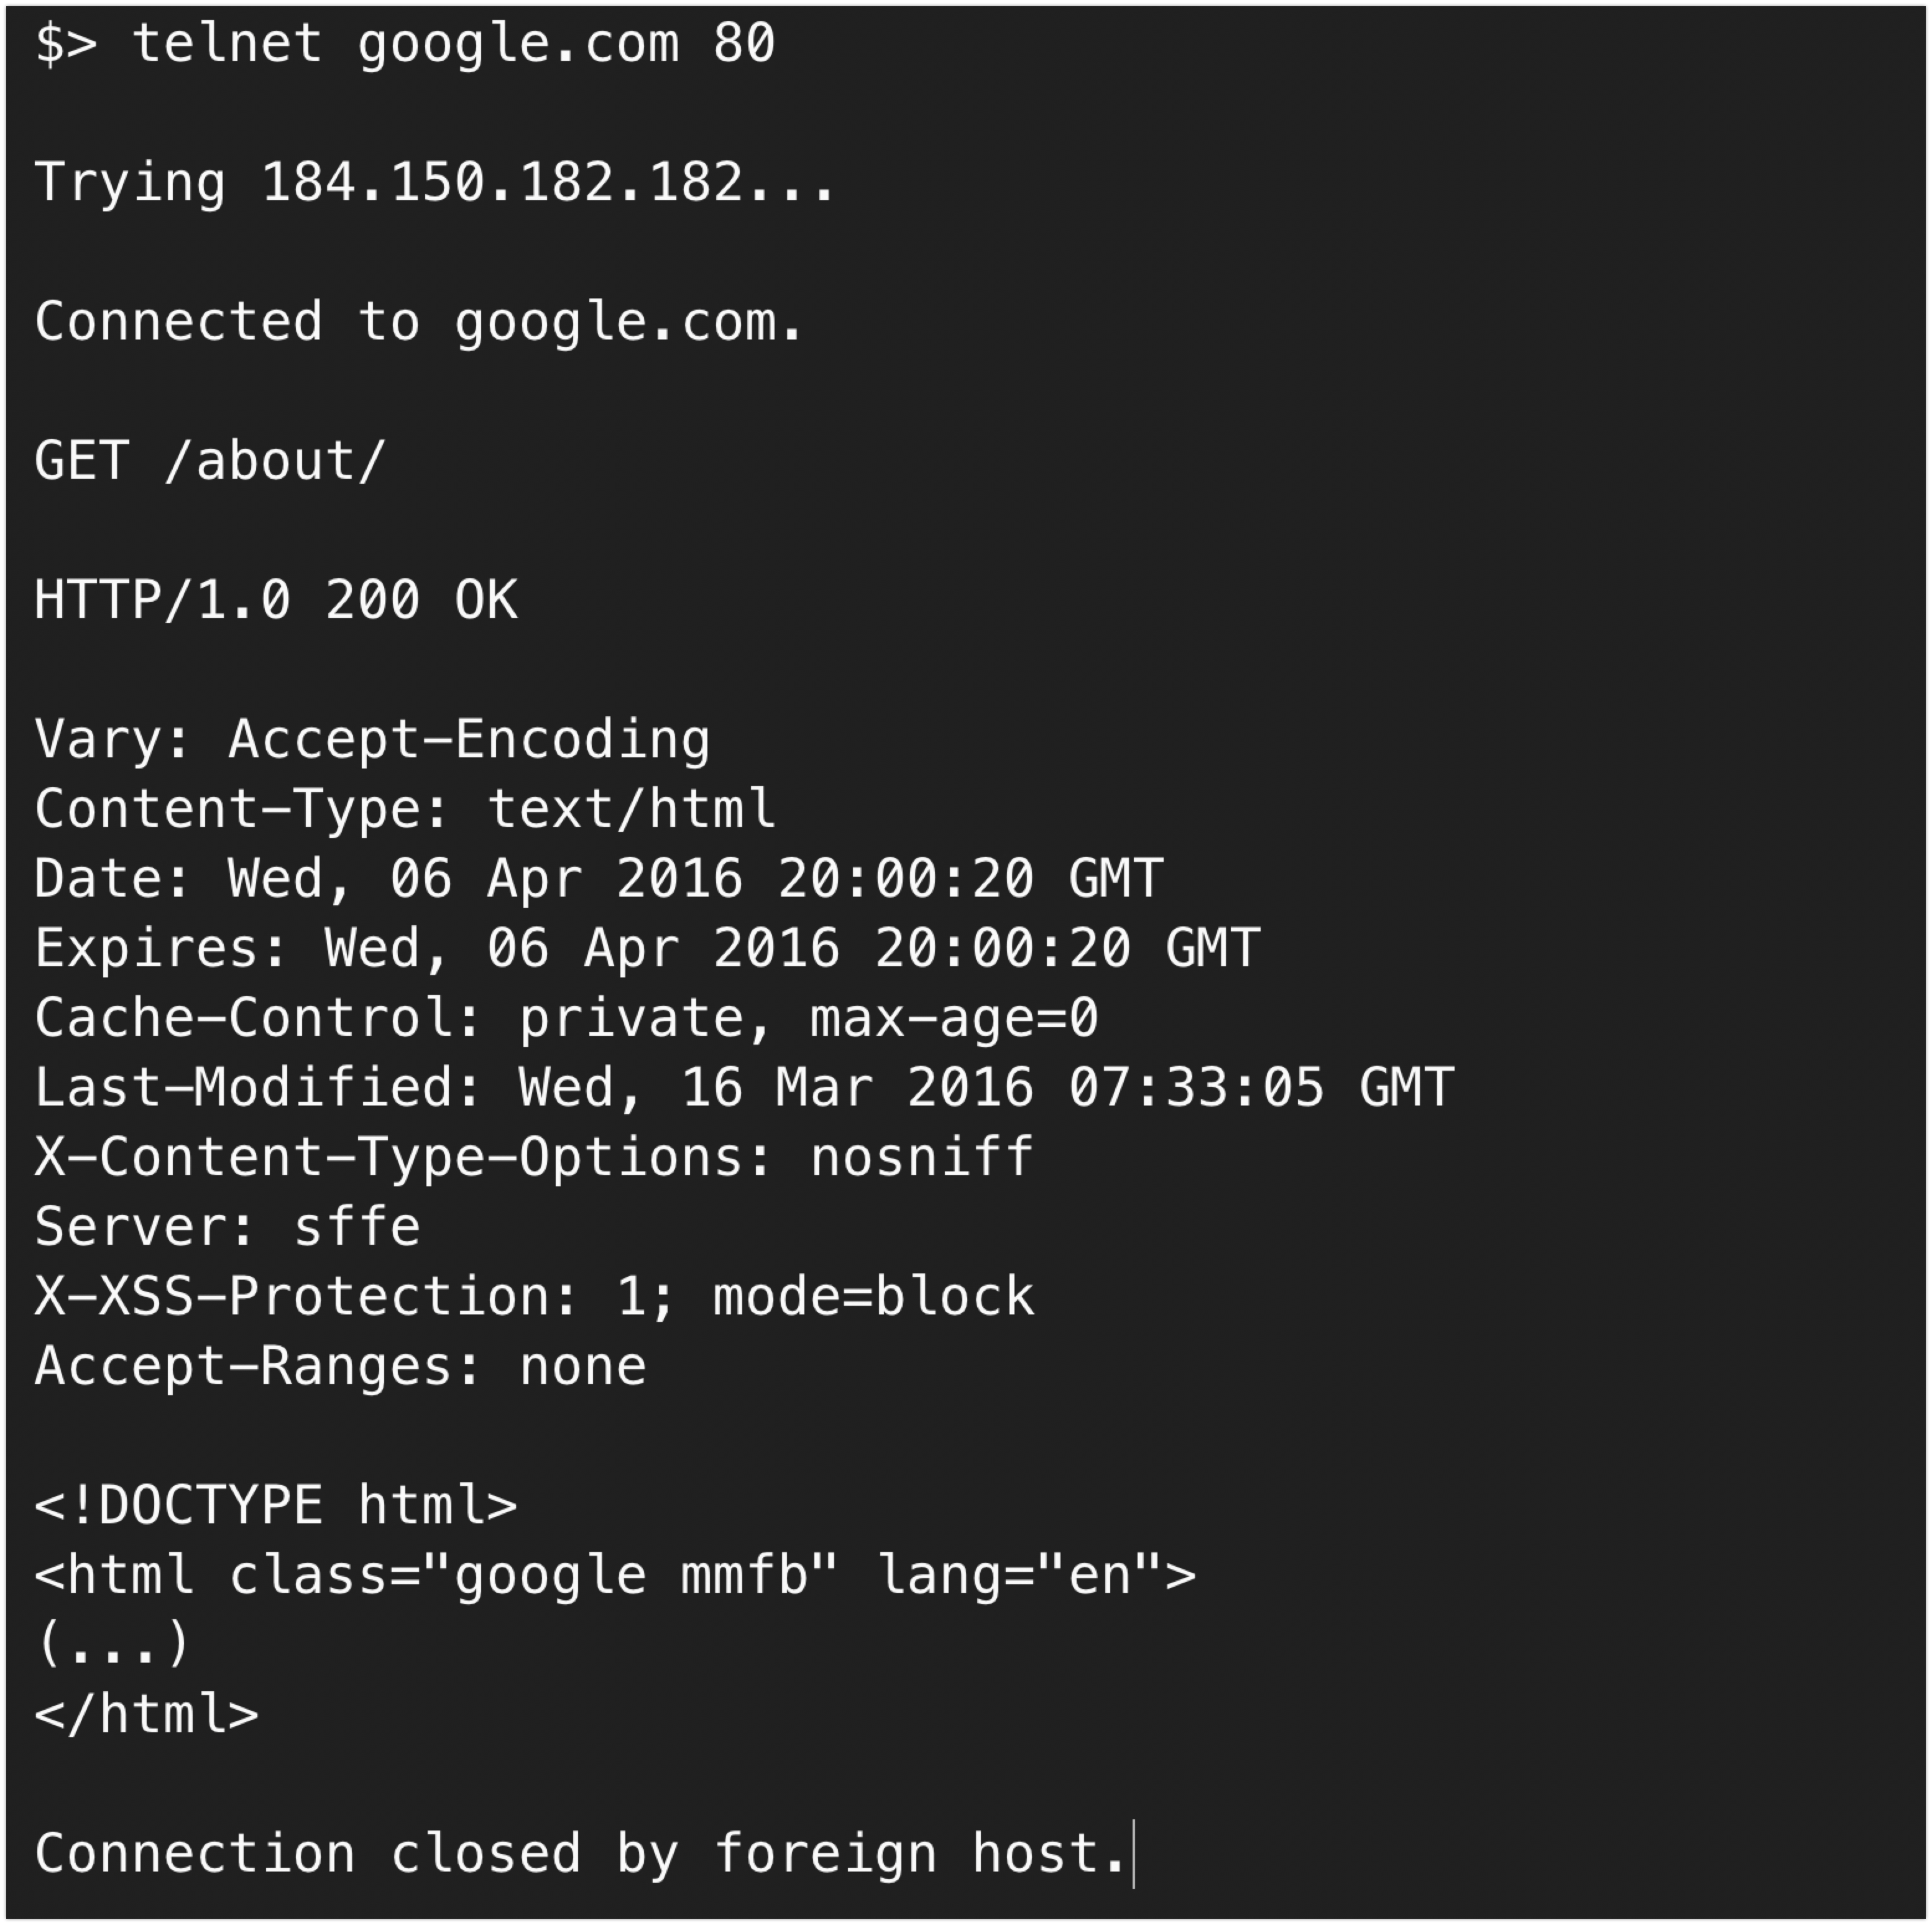 $> telnet google.com 80
Trying 184.150.182.182...
Connected to google.com.
GET /about/
HTTP/1.0 200 OK
Vary: Accept-Encoding
Content-Type: text/html
Date: Wed, 06 Apr 2016 20:00:20 GMT
Expires: Wed, 06 Apr 2016 20:00:20 GMT
Cache-Control: private, max-age=0
Last-Modified: Wed, 16 Mar 2016 07:33:05 GMT
X-Content-Type-Options: nosniff
Server: sffe
X-XSS-Protection: 1; mode=block
Accept-Ranges: none
<!DOCTYPE html>
<html class="google mmfb" lang="en">
(...)
</html>
Connection closed by foreign host.